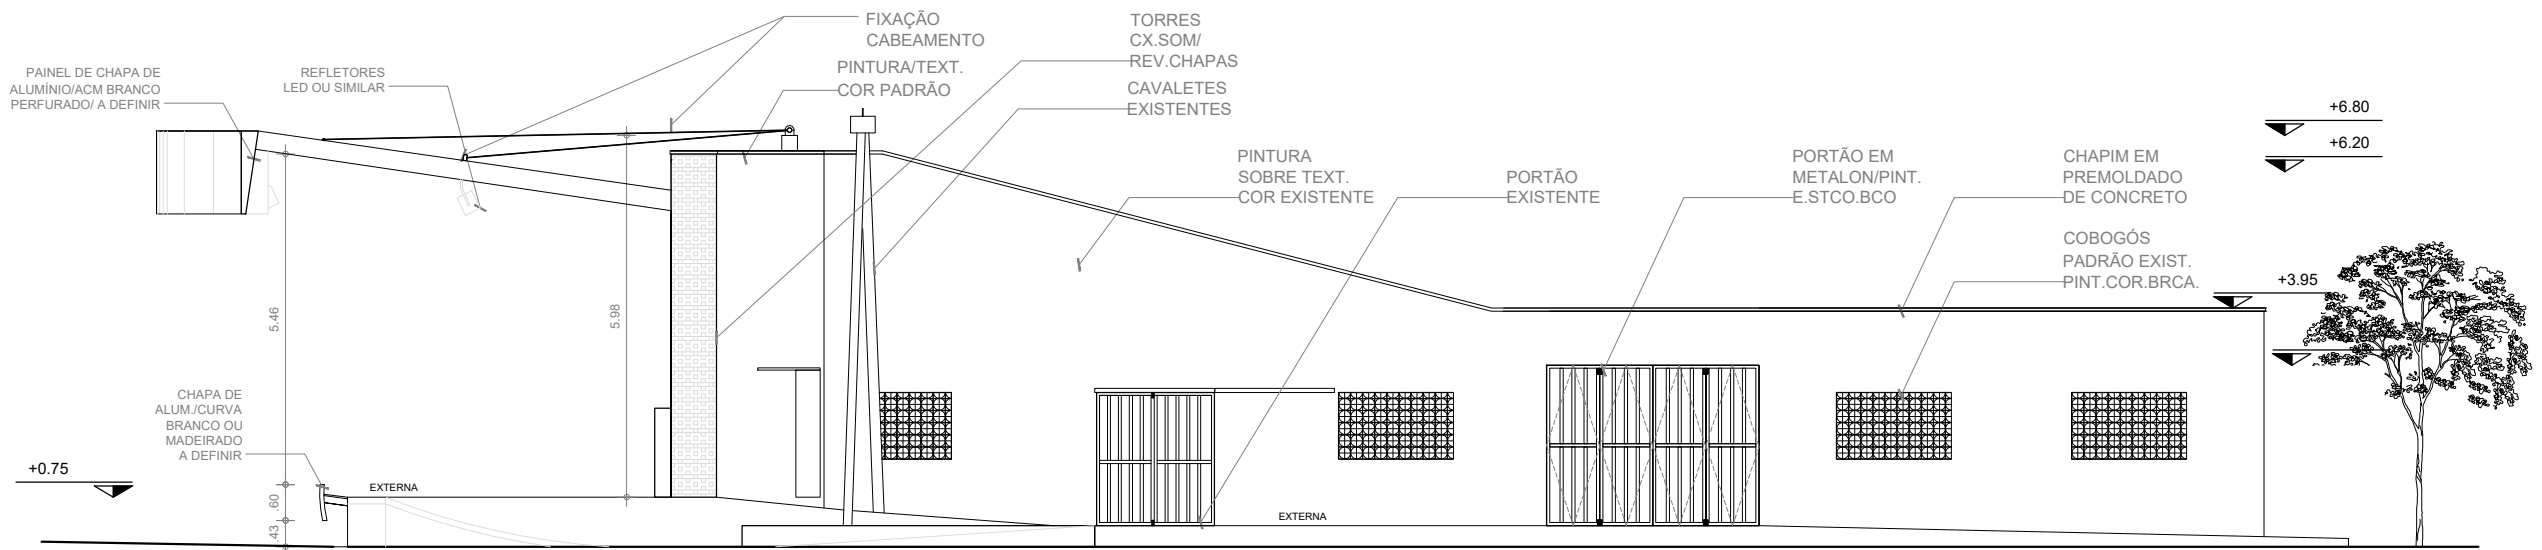 FIXAÇÃO
CABEAMENTO
TORRES
CX.SOM/
REV.CHAPAS
PAINEL DE CHAPA DE
ALUMÍNIO/ACM BRANCO
PERFURADO/ A DEFINIR
REFLETORES
LED OU SIMILAR
PINTURA/TEXT.
COR PADRÃO
CAVALETES
EXISTENTES
+6.80
+6.20
PINTURA
SOBRE TEXT.
COR EXISTENTE
PORTÃO
EXISTENTE
PORTÃO EM
METALON/PINT.
E.STCO.BCO
CHAPIM EM
PREMOLDADO
DE CONCRETO
COBOGÓS
PADRÃO EXIST.
PINT.COR.BRCA.
+3.95
5.46
5.98
CHAPA DE
ALUM./CURVA
BRANCO OU
MADEIRADO
A DEFINIR
+0.75
.60
.43
EXTERNA
EXTERNA